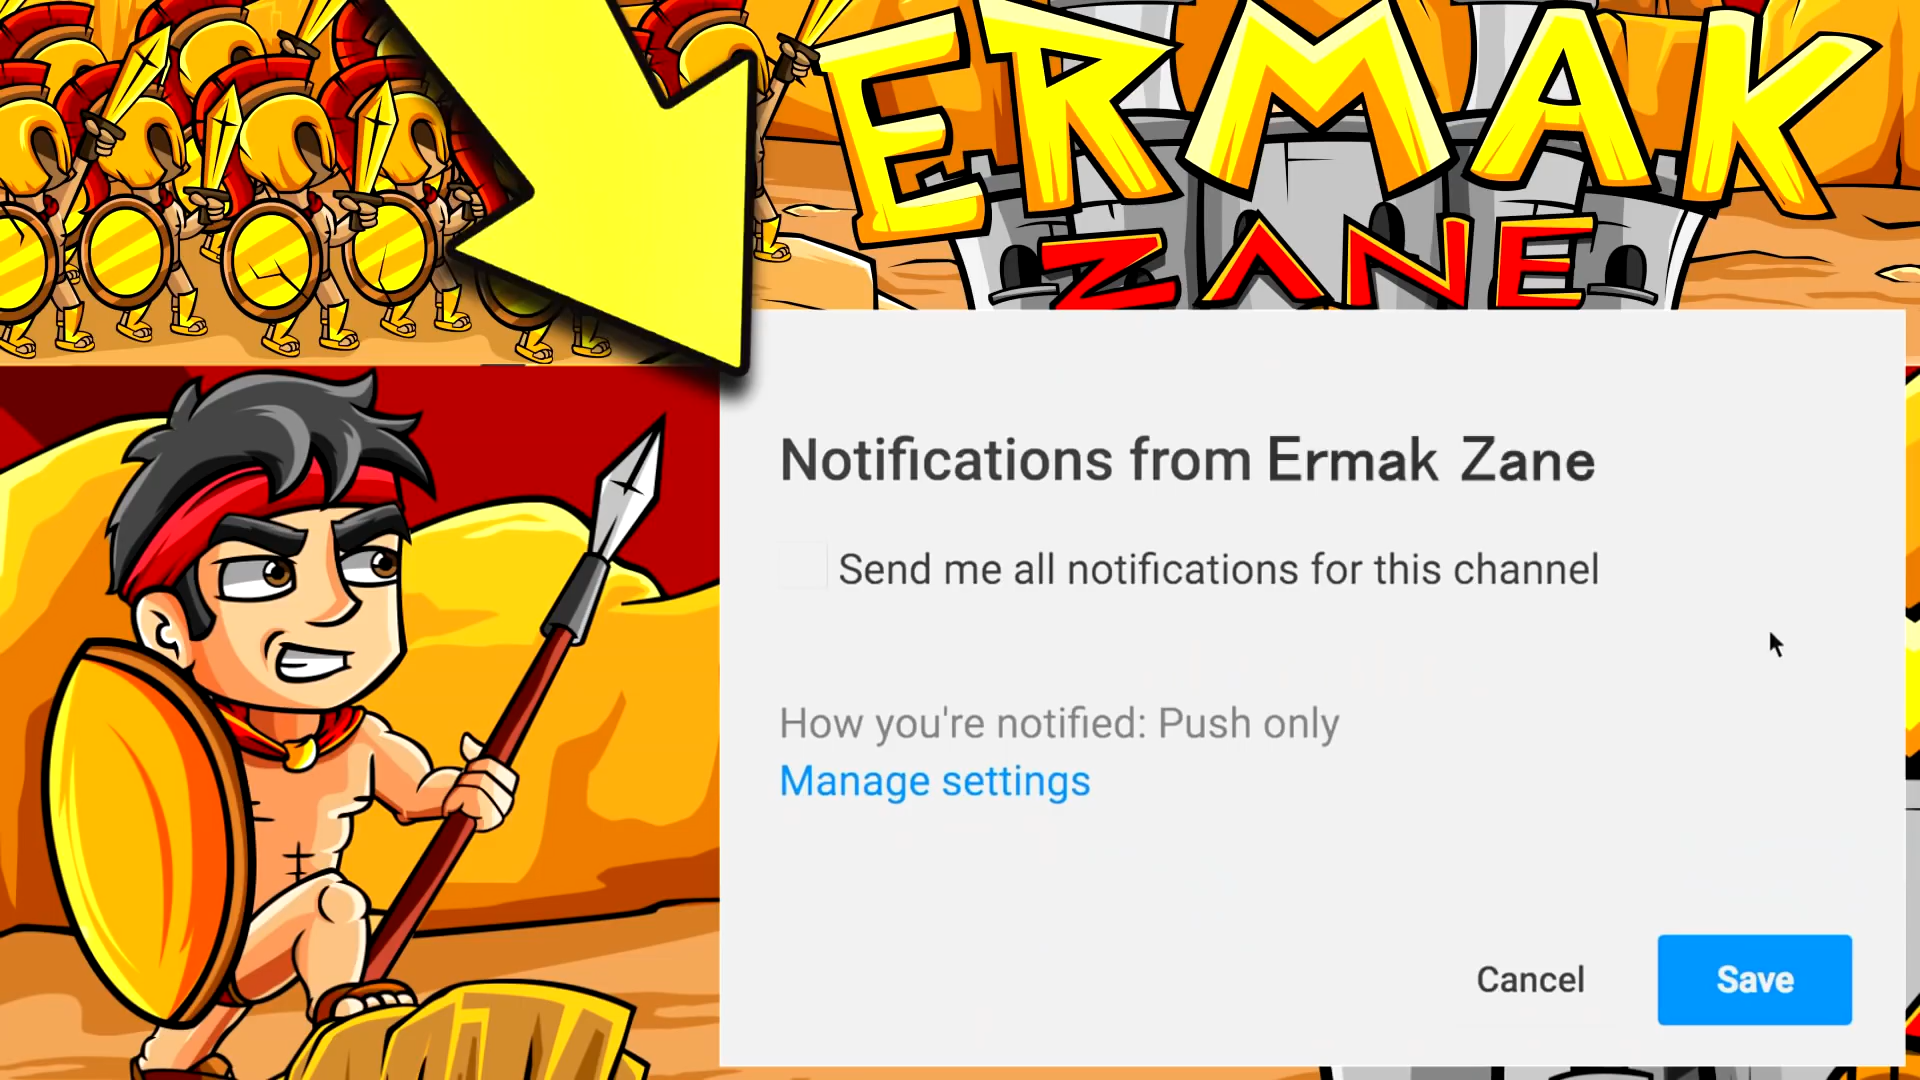 ERMAK
ZANE
Notifications from Ermak Zane
Send me all notifications for this channel
How you're notified: Push only
Manage settings
Cancel
Save